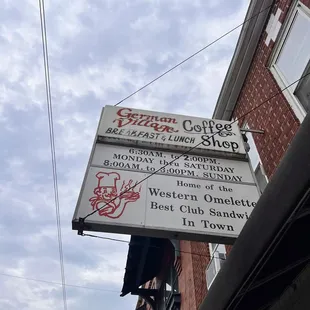 German Village Coffee Shop
BREAKFAST & LUNCH
6:30AM. to 2:00PM.
MONDAY thru SATURDAY
8:00AM. to 3:00PM. SUNDAY
Home of the
Western Omelette
Best Club Sandwich
in Town